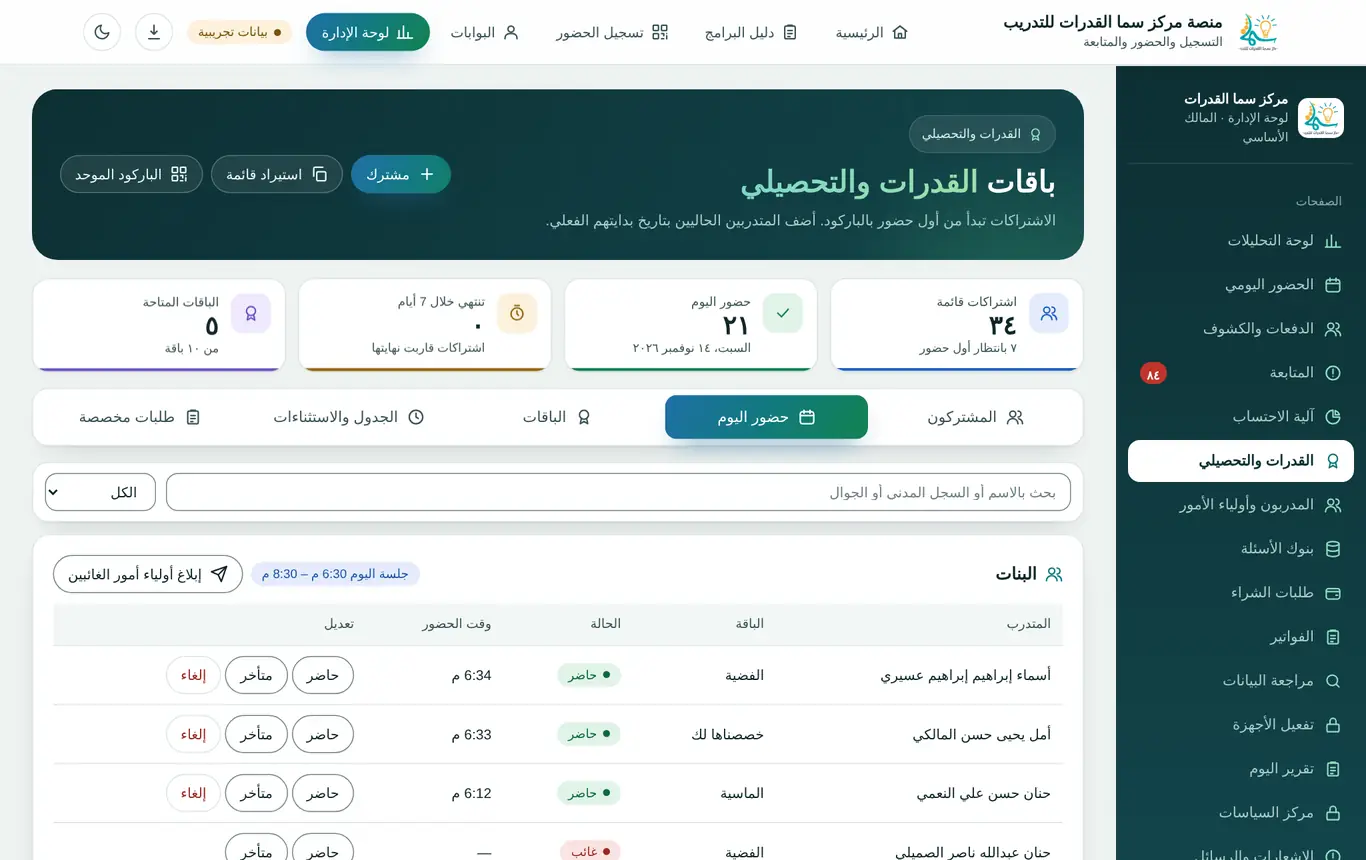 منصة مركز سما القدرات للتدريب
التسجيل والحضور والمتابعة
الرئيسية
دليل البرامج
تسجيل الحضور
البوابات
لوحة الإدارة
بيانات تجريبية
مركز سما القدرات
لوحة الإدارة · المالك
الأساسي
الصفحات
لوحة التحليلات
الحضور اليومي
الدفعات والكشوف
المتابعة
٨٤
آلية الاحتساب
القدرات والتحصيلي
المدربون وأولياء الأمور
بنوك الأسئلة
طلبات الشراء
الفواتير
مراجعة البيانات
تفعيل الأجهزة
تقرير اليوم
مركز السياسات
الإشعارات والرسائل
القدرات والتحصيلي
باقات القدرات والتحصيلي
الاشتراكات تبدأ من أول حضور بالباركود. أضف المتدربين الحاليين بتاريخ بدايتهم الفعلي.
مشترك
استيراد قائمة
الباركود الموحد
اشتراكات قائمة
٣٤
٧ بانتظار أول حضور
حضور اليوم
٢١
السبت، ١٤ نوفمبر ٢٠٢٦
تنتهي خلال 7 أيام
٠
اشتراكات قاربت نهايتها
الباقات المتاحة
٥
من ١٠ باقة
المشتركون
حضور اليوم
الباقات
الجدول والاستثناءات
طلبات مخصصة
بحث بالاسم أو السجل المدني أو الجوال
الكل
البنات
جلسة اليوم 6:30 م – 8:30 م
إبلاغ أولياء أمور الغائبين
المتدرب الباقة الحالة وقت الحضور تعديل
أسماء إبراهيم إبراهيم عسيري الفضية حاضر 6:34 م حاضر متأخر إلغاء
أمل يحيى حسن المالكي خصصناها لك حاضر 6:33 م حاضر متأخر إلغاء
حنان حسن علي النعمي الماسية حاضر 6:12 م حاضر متأخر إلغاء
حنان عبدالله ناصر الصميلي الفضية غائب — حاضر متأخر